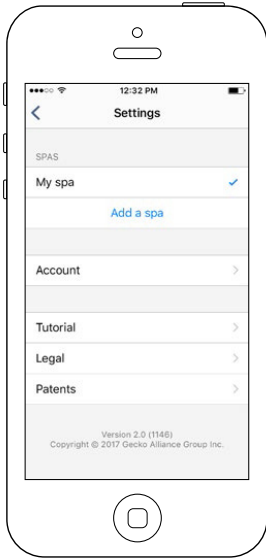 12:32 PM
Settings
SPAS
My spa
Add a spa
Account
Tutorial
Legal
Patents
Version 2.0 (1146)
Copyright © 2017 Gecko Alliance Group Inc.